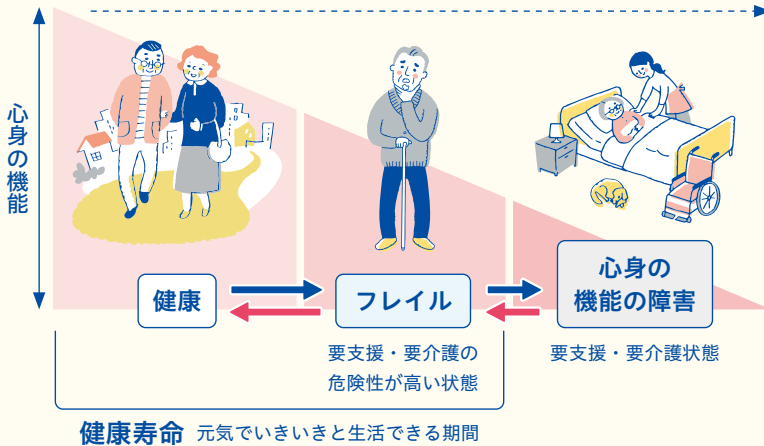 心身の機能
健康
フレイル
心身の
機能の障害
要支援・要介護の
危険性が高い状態
要支援・要介護状態
健康寿命 元気でいきいきと生活できる期間